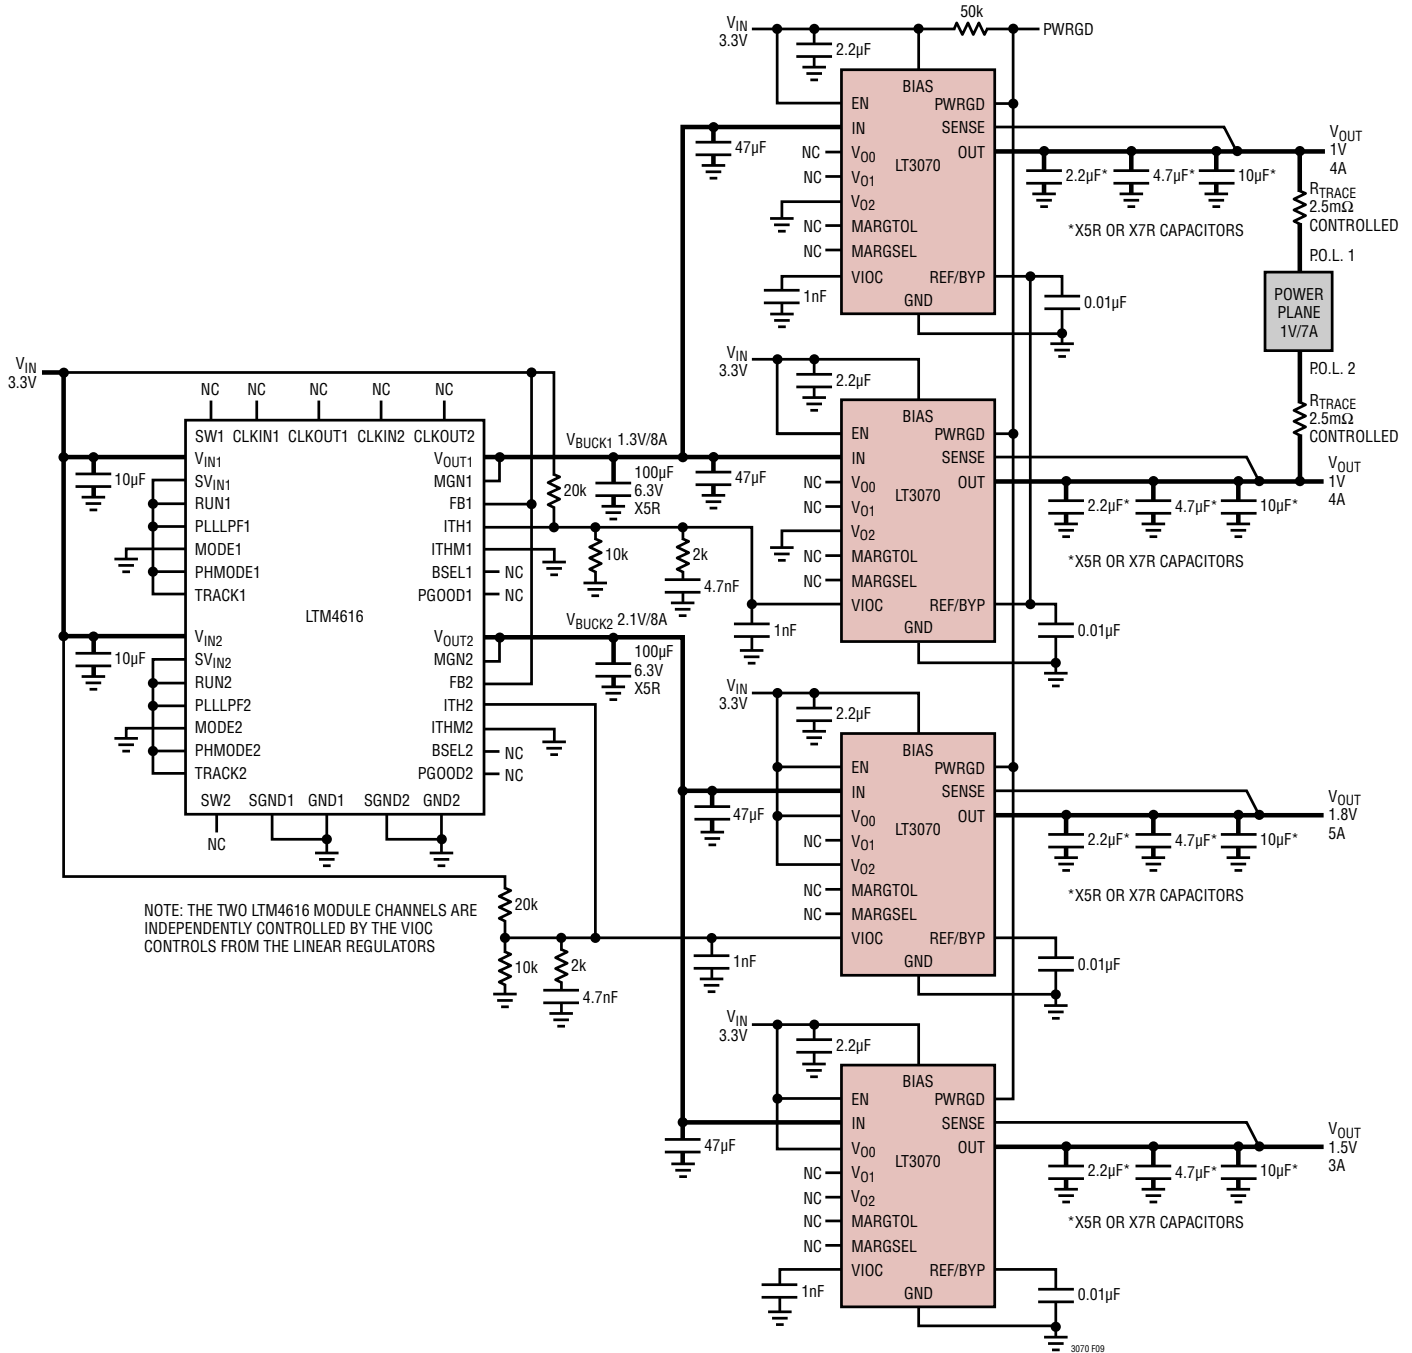 50k
VIN
3.3V
PWRGD
2.2µF
BIAS
EN
PWRGD
IN
SENSE
47µF
NC
VO0
OUT
LT3070
NC
VO1
VO2
NC
MARGTOL
NC
MARGSEL
VIOC
REF/BYP
1nF
GND
0.01µF
VOUT
1V
4A
2.2µF*
4.7µF*
10µF*
*X5R OR X7R CAPACITORS
RTRACE
2.5mΩ
CONTROLLED
P.O.L. 1
POWER
PLANE
1V/7A
P.O.L. 2
RTRACE
2.5mΩ
CONTROLLED
VIN
3.3V
2.2µF
BIAS
EN
PWRGD
IN
SENSE
47µF
NC
VO0
OUT
LT3070
NC
VO1
VO2
NC
MARGTOL
NC
MARGSEL
VIOC
REF/BYP
1nF
GND
0.01µF
VOUT
1V
4A
2.2µF*
4.7µF*
10µF*
*X5R OR X7R CAPACITORS
VIN
3.3V
NC
NC
NC
NC
NC
SW1 CLKIN1 CLKOUT1 CLKIN2 CLKOUT2
10µF
VIN1
SVIN1
RUN1
PLLLPF1
MODE1
PHMODE1
TRACK1
VOUT1
MGN1
FB1
ITH1
ITHM1
BSEL1
NC
PGOOD1
NC
LTM4616
10µF
VIN2
SVIN2
RUN2
PLLLPF2
MODE2
PHMODE2
TRACK2
VOUT2
MGN2
FB2
ITH2
ITHM2
BSEL2
NC
PGOOD2
NC
SW2 SGND1 GND1 SGND2 GND2
NC
VBUCK1 1.3V/8A
100µF
6.3V
X5R
20k
10k
2k
4.7nF
VBUCK2 2.1V/8A
100µF
6.3V
X5R
NOTE: THE TWO LTM4616 MODULE CHANNELS ARE
INDEPENDENTLY CONTROLLED BY THE VIOC
CONTROLS FROM THE LINEAR REGULATORS
20k
10k
2k
4.7nF
VIN
3.3V
2.2µF
BIAS
EN
PWRGD
IN
SENSE
47µF
VO0
OUT
LT3070
NC
VO1
VO2
NC
MARGTOL
NC
MARGSEL
VIOC
REF/BYP
1nF
GND
0.01µF
VOUT
1.8V
5A
2.2µF*
4.7µF*
10µF*
*X5R OR X7R CAPACITORS
VIN
3.3V
2.2µF
BIAS
EN
PWRGD
IN
SENSE
47µF
VO0
OUT
LT3070
NC
VO1
NC
VO2
NC
MARGTOL
NC
MARGSEL
VIOC
REF/BYP
1nF
GND
0.01µF
VOUT
1.5V
3A
2.2µF*
4.7µF*
10µF*
*X5R OR X7R CAPACITORS
3070 F09